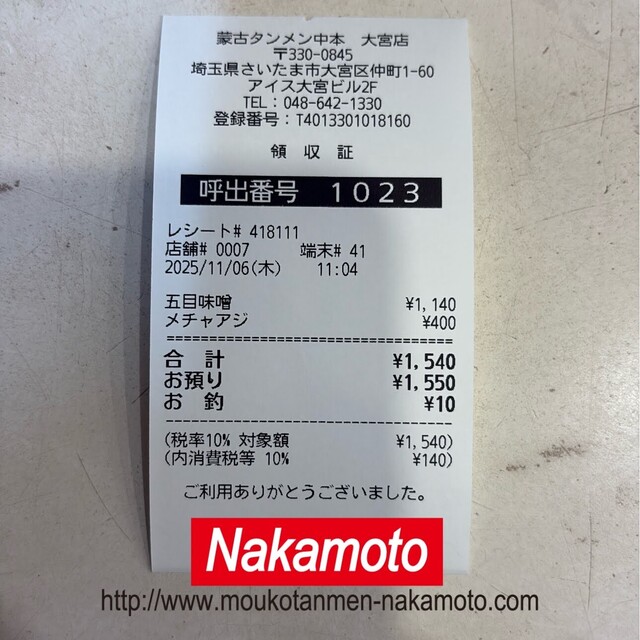 蒙古タンメン中本 大宮店
〒330-0845
埼玉県さいたま市大宮区仲町1-60
アイス大宮ビル2F
TEL：048-642-1330
登録番号：T4013301018160
領 収 証
呼出番号 1023
レシート# 418111
店舗# 0007 端末# 41
2025/11/06(木) 11:04
五目味噌 ¥1,140
メチャアジ ¥400
合 計 ¥1,540
お預り ¥1,550
お 釣 ¥10
(税率10% 対象額 ¥1,540)
(内消費税等 10% ¥140)
ご利用ありがとうございました。
Nakamoto
http://www.moukotanmen-nakamoto.com